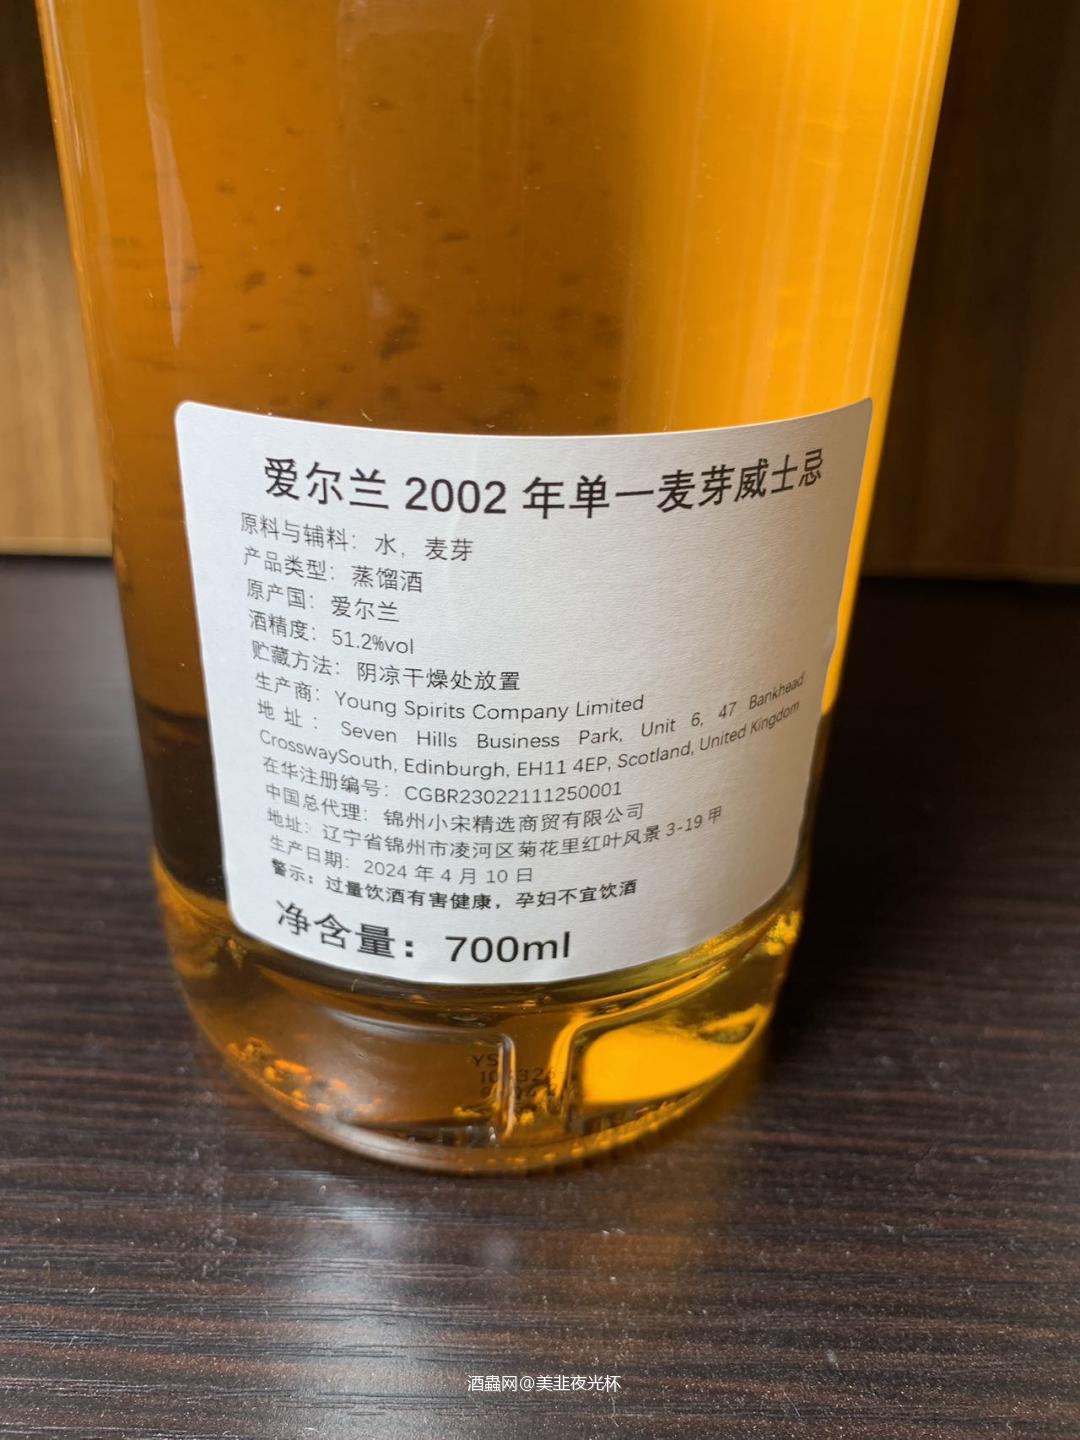 爱尔兰 2002 年单一麦芽威士忌
原料与辅料：水，麦芽
产品类型：蒸馏酒
原产国：爱尔兰
酒精度：51.2%vol
贮藏方法：阴凉干燥处放置
生产商：Young Spirits Company Limited
地址：Seven Hills Business Park, Unit 6, 47 Bankhead
CrosswaySouth, Edinburgh, EH11 4EP, Scotland, United Kingdom
在华注册编号：CGBR23022111250001
中国总代理：锦州小宋精选商贸有限公司
地址：辽宁省锦州市凌河区菊花里红叶风景 3-19 甲
生产日期：2024 年 4 月 10 日
警示：过量饮酒有害健康，孕妇不宜饮酒
净含量：700ml
YS
酒蟲网@美韭夜光杯